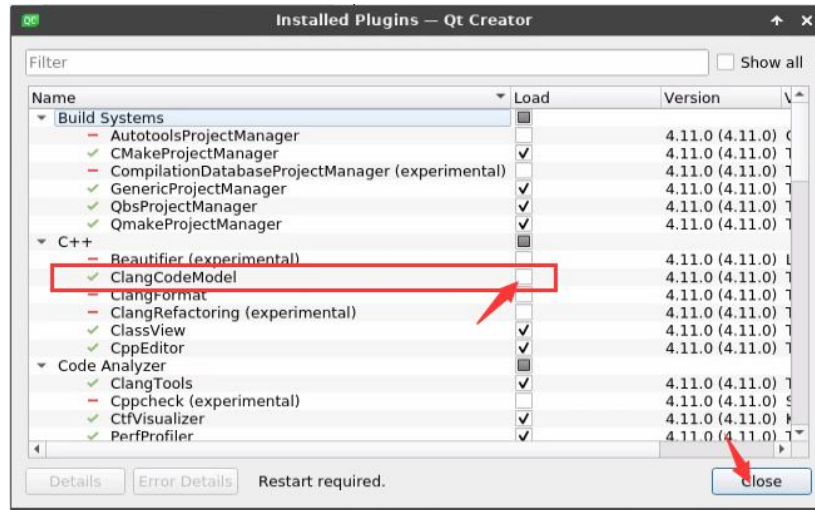 Installed Plugins — Qt Creator
Filter
Show all
Name Load Version
Build Systems
AutotoolsProjectManager 4.11.0 (4.11.0)
CMakeProjectManager 4.11.0 (4.11.0)
CompilationDatabaseProjectManager (experimental) 4.11.0 (4.11.0)
GenericProjectManager 4.11.0 (4.11.0)
QbsProjectManager 4.11.0 (4.11.0)
QmakeProjectManager 4.11.0 (4.11.0)
C++
Beautifier (experimental) 4.11.0 (4.11.0)
ClangCodeModel 4.11.0 (4.11.0)
ClangFormat 4.11.0 (4.11.0)
ClangRefactoring (experimental) 4.11.0 (4.11.0)
ClassView 4.11.0 (4.11.0)
CppEditor 4.11.0 (4.11.0)
Code Analyzer
ClangTools 4.11.0 (4.11.0)
Cppcheck (experimental) 4.11.0 (4.11.0)
CtfVisualizer 4.11.0 (4.11.0)
PerfProfiler 4.11.0 (4.11.0)
Details Error Details Restart required. Close